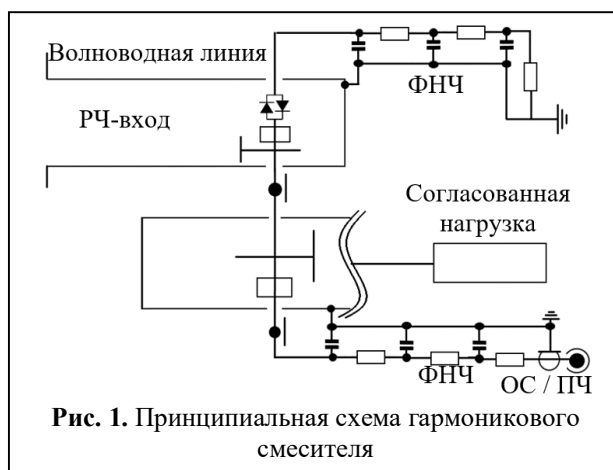 Волноводная линия
ФНЧ
РЧ-вход
Согласованная
нагрузка
ФНЧ
ОС / ПЧ
Рис. 1. Принципиальная схема гармоникового
смесителя